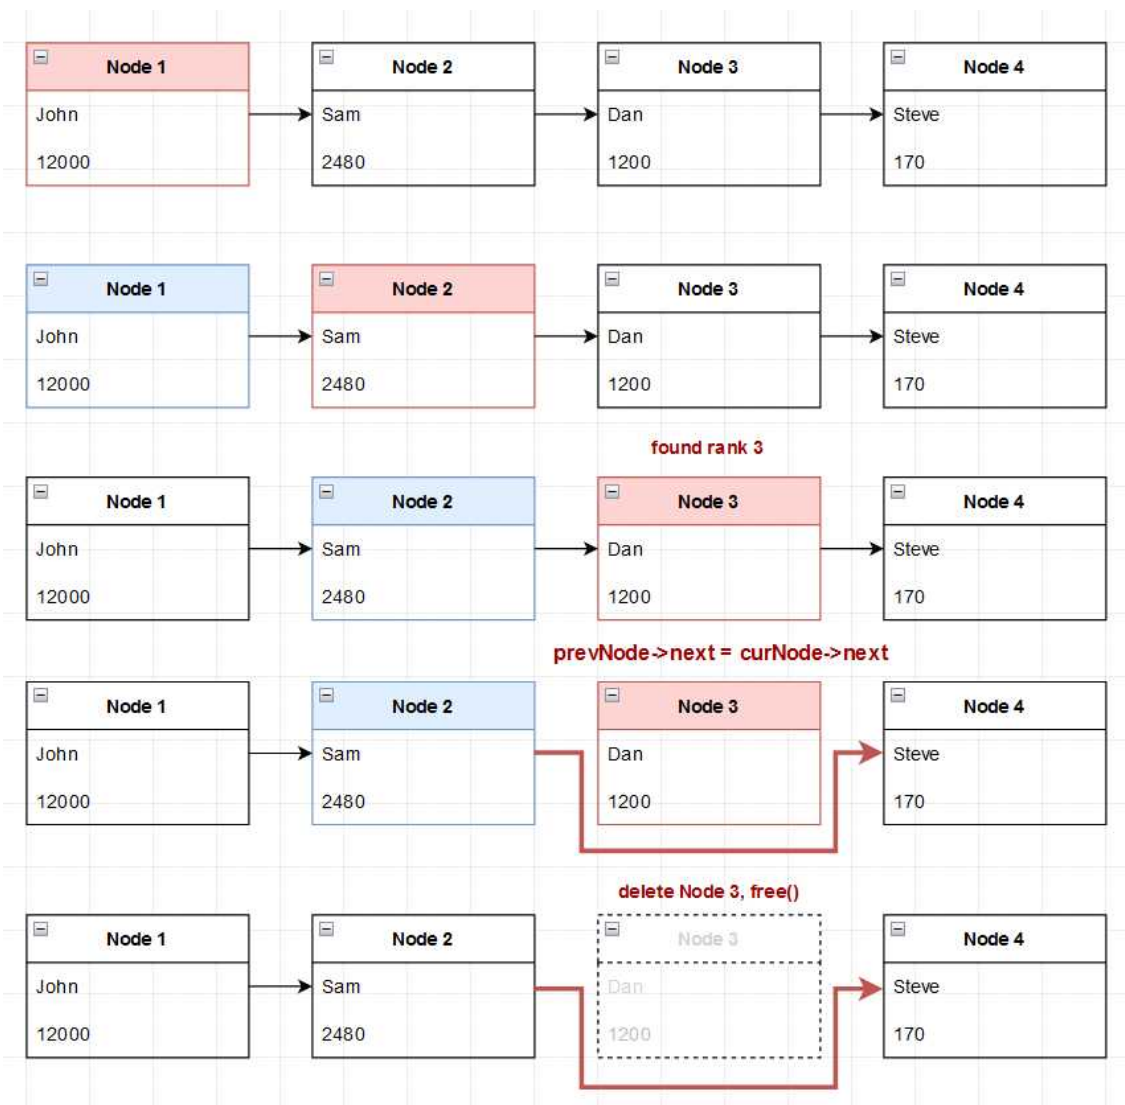 Node 1 Node 2 Node 3 Node 4
John Sam Dan Steve
12000 2480 1200 170
Node 1 Node 2 Node 3 Node 4
John Sam Dan Steve
12000 2480 1200 170
found rank 3
Node 1 Node 2 Node 3 Node 4
John Sam Dan Steve
12000 2480 1200 170
prevNode->next = curNode->next
Node 1 Node 2 Node 3 Node 4
John Sam Dan Steve
12000 2480 1200 170
delete Node 3, free()
Node 1 Node 2 Node 3 Node 4
John Sam Dan Steve
12000 2480 1200 170